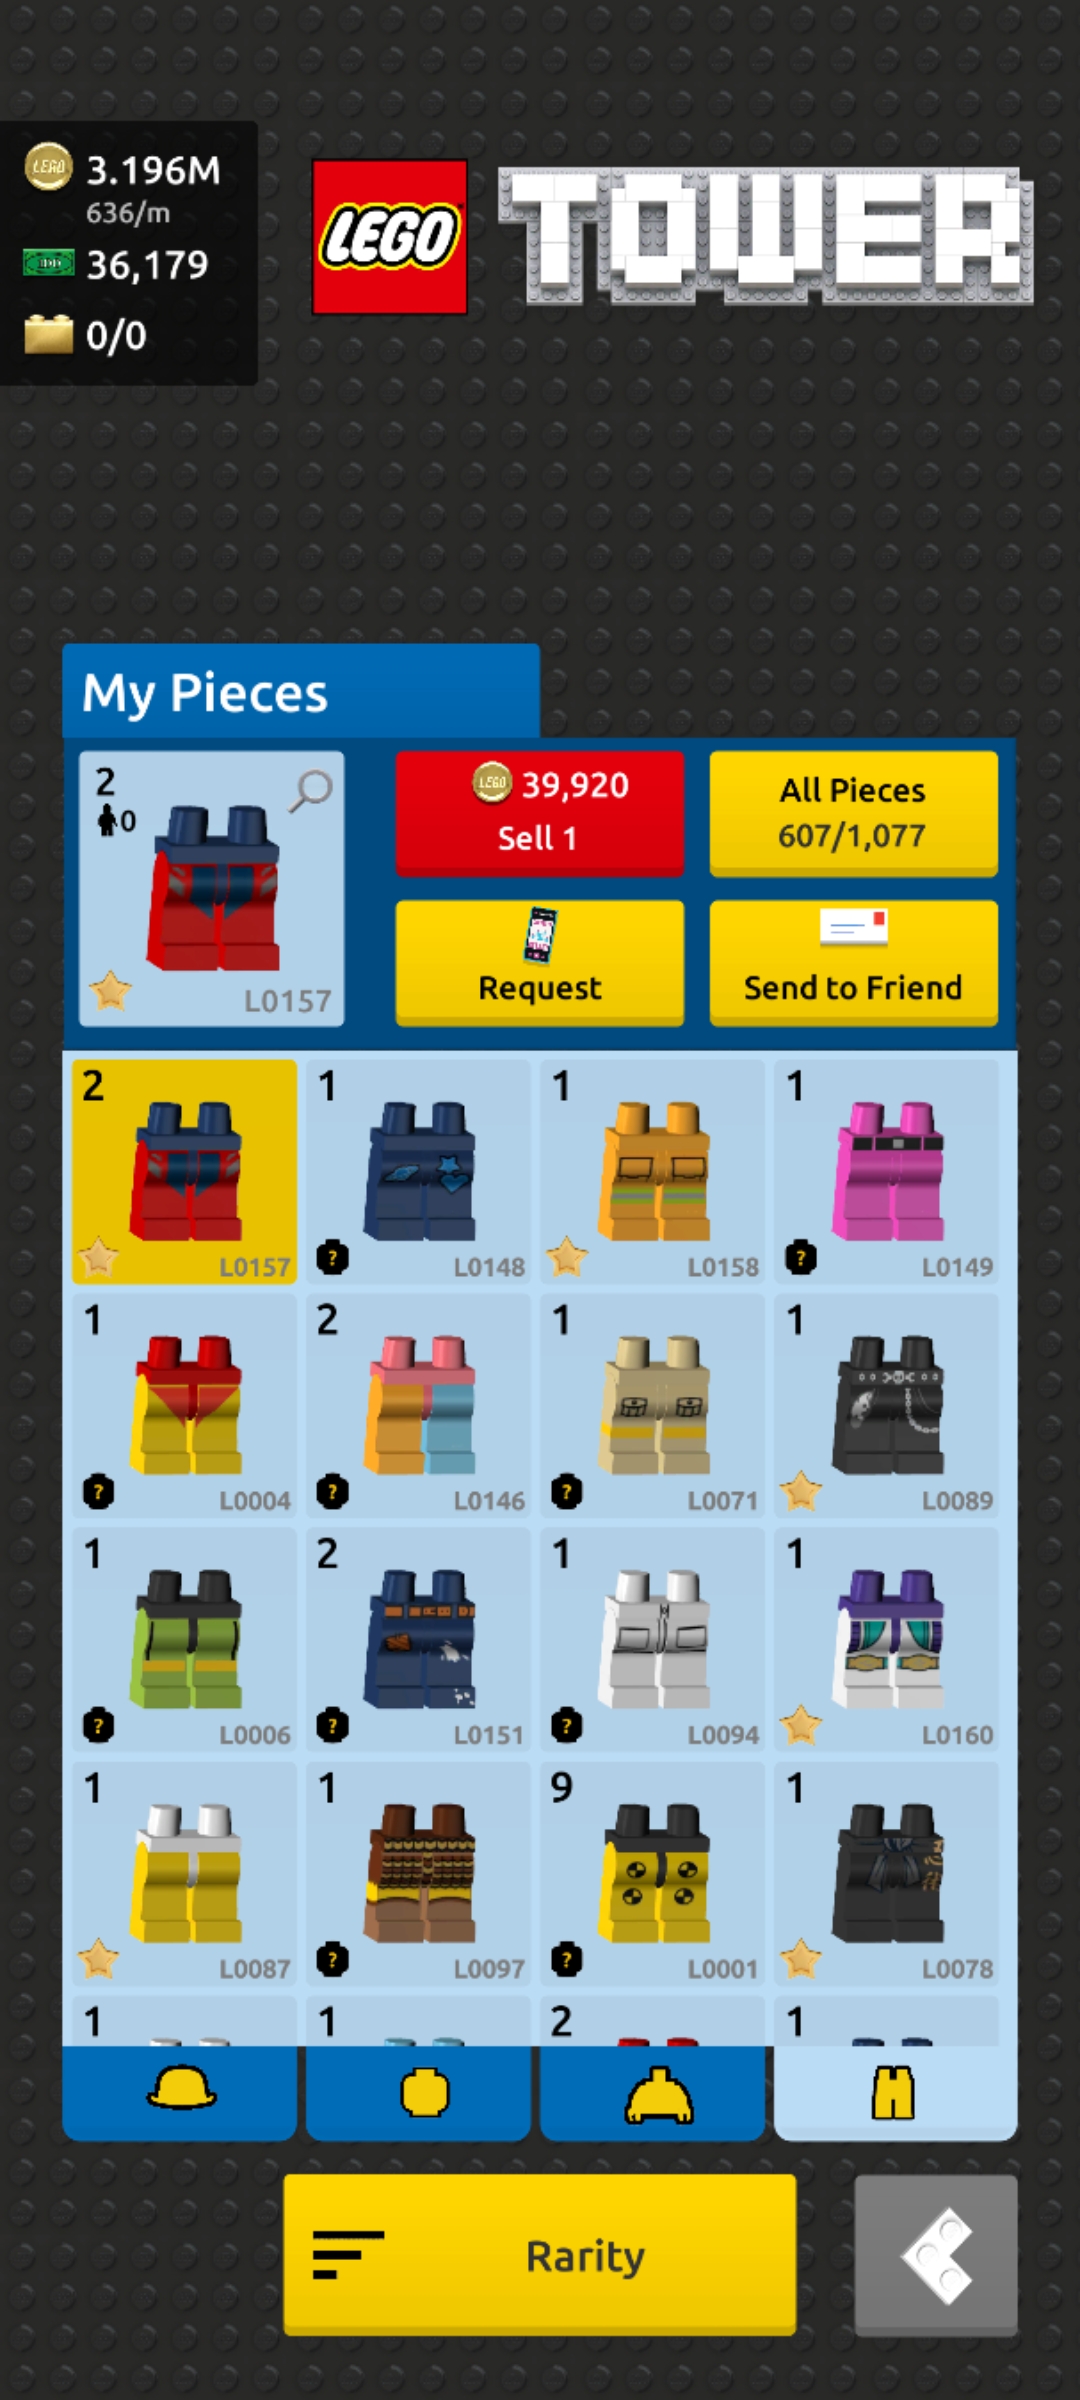 3.196M
636/m
36,179
0/0
LEGO
TOWER
My Pieces
2
0
L0157
LEGO 39,920
Sell 1
All Pieces
607/1,077
Request
Send to Friend
2
L0157
1
L0148
1
L0158
1
L0149
1
? L0004
2
? L0146
1
? L0071
1
L0089
1
? L0006
2
? L0151
1
? L0094
1
L0160
1
L0087
1
? L0097
9
? L0001
1
L0078
1
1
2
1
Rarity